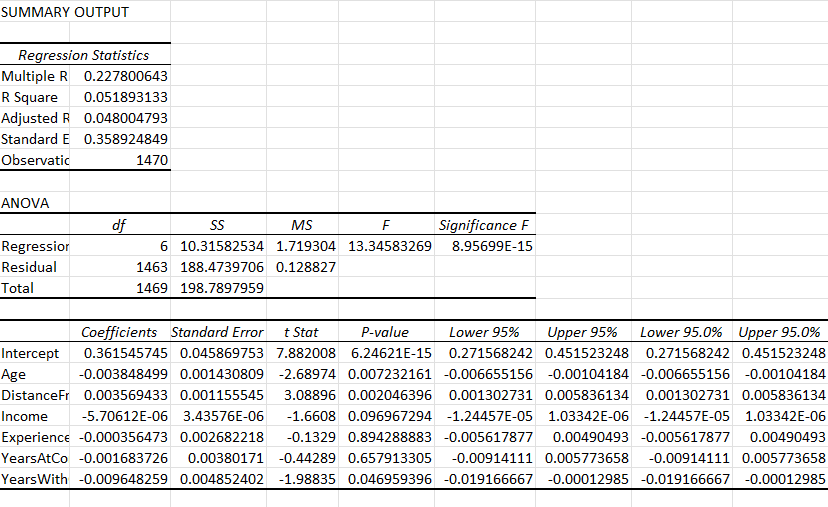 SUMMARY OUTPUT
Regression Statistics
Multiple R 0.227800643
R Square 0.051893133
Adjusted R 0.048004793
Standard E 0.358924849
Observatic 1470
ANOVA
df SS MS F Significance F
Regression 6 10.31582534 1.719304 13.34583269 8.95699E-15
Residual 1463 188.4739706 0.128827
Total 1469 198.7897959
Coefficients Standard Error t Stat P-value Lower 95% Upper 95% Lower 95.0% Upper 95.0%
Intercept 0.361545745 0.045869753 7.882008 6.24621E-15 0.271568242 0.451523248 0.271568242 0.451523248
Age -0.003848499 0.001430809 -2.68974 0.007232161 -0.006655156 -0.00104184 -0.006655156 -0.00104184
DistanceFr 0.003569433 0.001155545 3.08896 0.002046396 0.001302731 0.005836134 0.001302731 0.005836134
Income -5.70612E-06 3.43576E-06 -1.6608 0.096967294 -1.24457E-05 1.03342E-06 -1.24457E-05 1.03342E-06
Experience -0.000356473 0.002682218 -0.1329 0.894288883 -0.005617877 0.00490493 -0.005617877 0.00490493
YearsAtCo -0.001683726 0.00380171 -0.44289 0.657913305 -0.00914111 0.005773658 -0.00914111 0.005773658
YearsWith -0.009648259 0.004852402 -1.98835 0.046959396 -0.019166667 -0.00012985 -0.019166667 -0.00012985